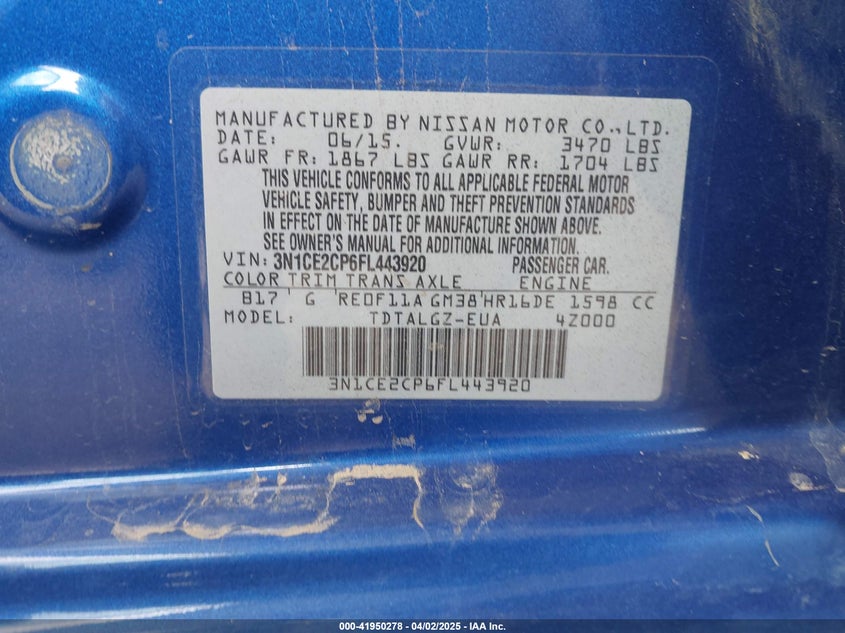 MANUFACTURED BY NISSAN MOTOR CO.,LTD.
DATE: 06/15. GVWR: 3470 LBS
GAWR FR: 1867 LBS GAWR RR: 1704 LBS
THIS VEHICLE CONFORMS TO ALL APPLICABLE FEDERAL MOTOR
VEHICLE SAFETY, BUMPER AND THEFT PREVENTION STANDARDS
IN EFFECT ON THE DATE OF MANUFACTURE SHOWN ABOVE.
SEE OWNER'S MANUAL FOR ADDITIONAL INFORMATION.
VIN: 3N1CE2CP6FL443920 PASSENGER CAR.
COLOR TRIM TRANS AXLE ENGINE
B17 G RE0F11A GM38 HR16DE 1598 CC
MODEL: TDTALGZ-EUA 4Z000
3N1CE2CP6FL443920
000-41950278 - 04/02/2025 - IAA, Inc.